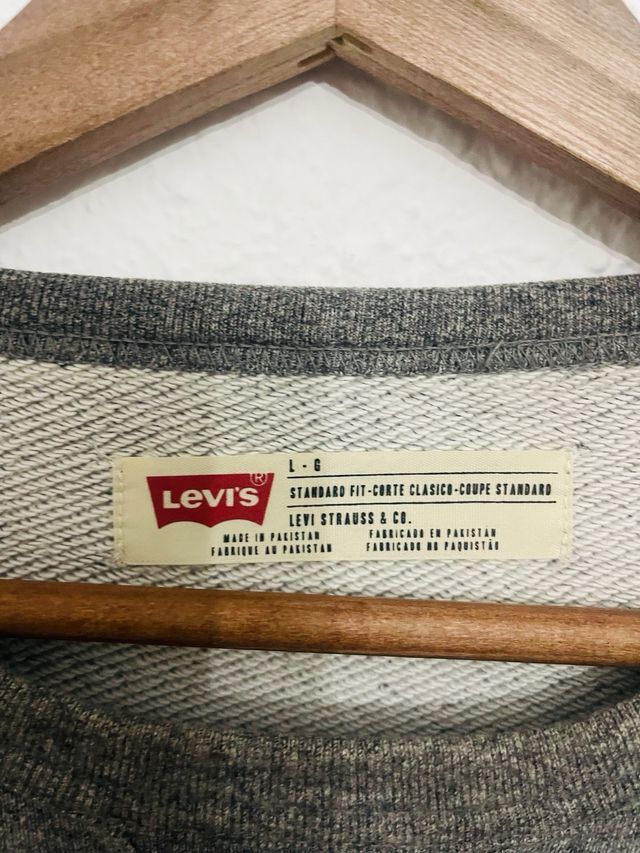 LEVI'S ®
L - G
STANDARD FIT-CORTE CLASICO-COUPE STANDARD
LEVI STRAUSS & CO.
MADE IN PAKISTAN FABRICADO EN PAKISTAN
FABRIQUE AU PAKISTAN FABRICADO NO PAQUISTÃO